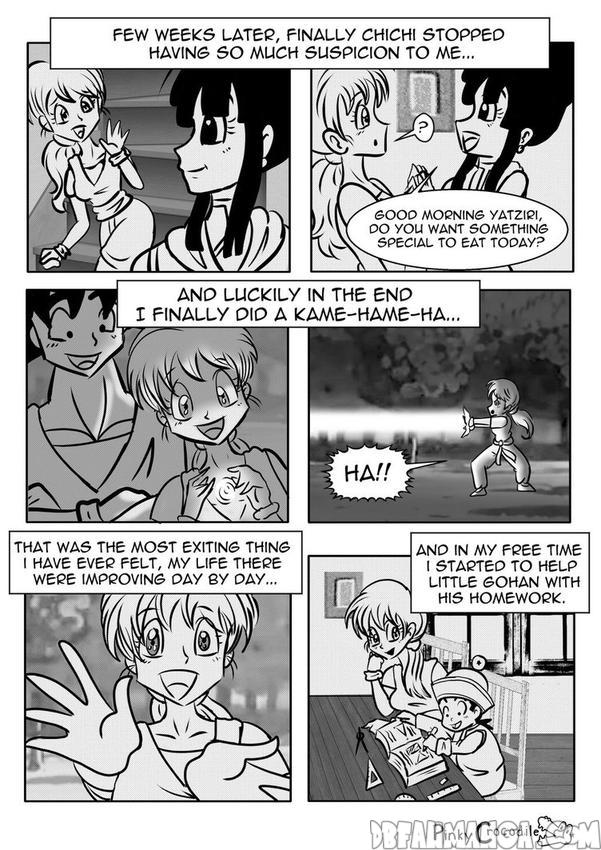 FEW WEEKS LATER, FINALLY CHICHI STOPPED
HAVING SO MUCH SUSPICION TO ME...
?
GOOD MORNING YATZIRI,
DO YOU WANT SOMETHING
SPECIAL TO EAT TODAY?
AND LUCKILY IN THE END
I FINALLY DID A KAME-HAME-HA...
HA!!
THAT WAS THE MOST EXITING THING
I HAVE EVER FELT, MY LIFE THERE
WERE IMPROVING DAY BY DAY...
AND IN MY FREE TIME
I STARTED TO HELP
LITTLE GOHAN WITH
HIS HOMEWORK.
Pinky Crocodile